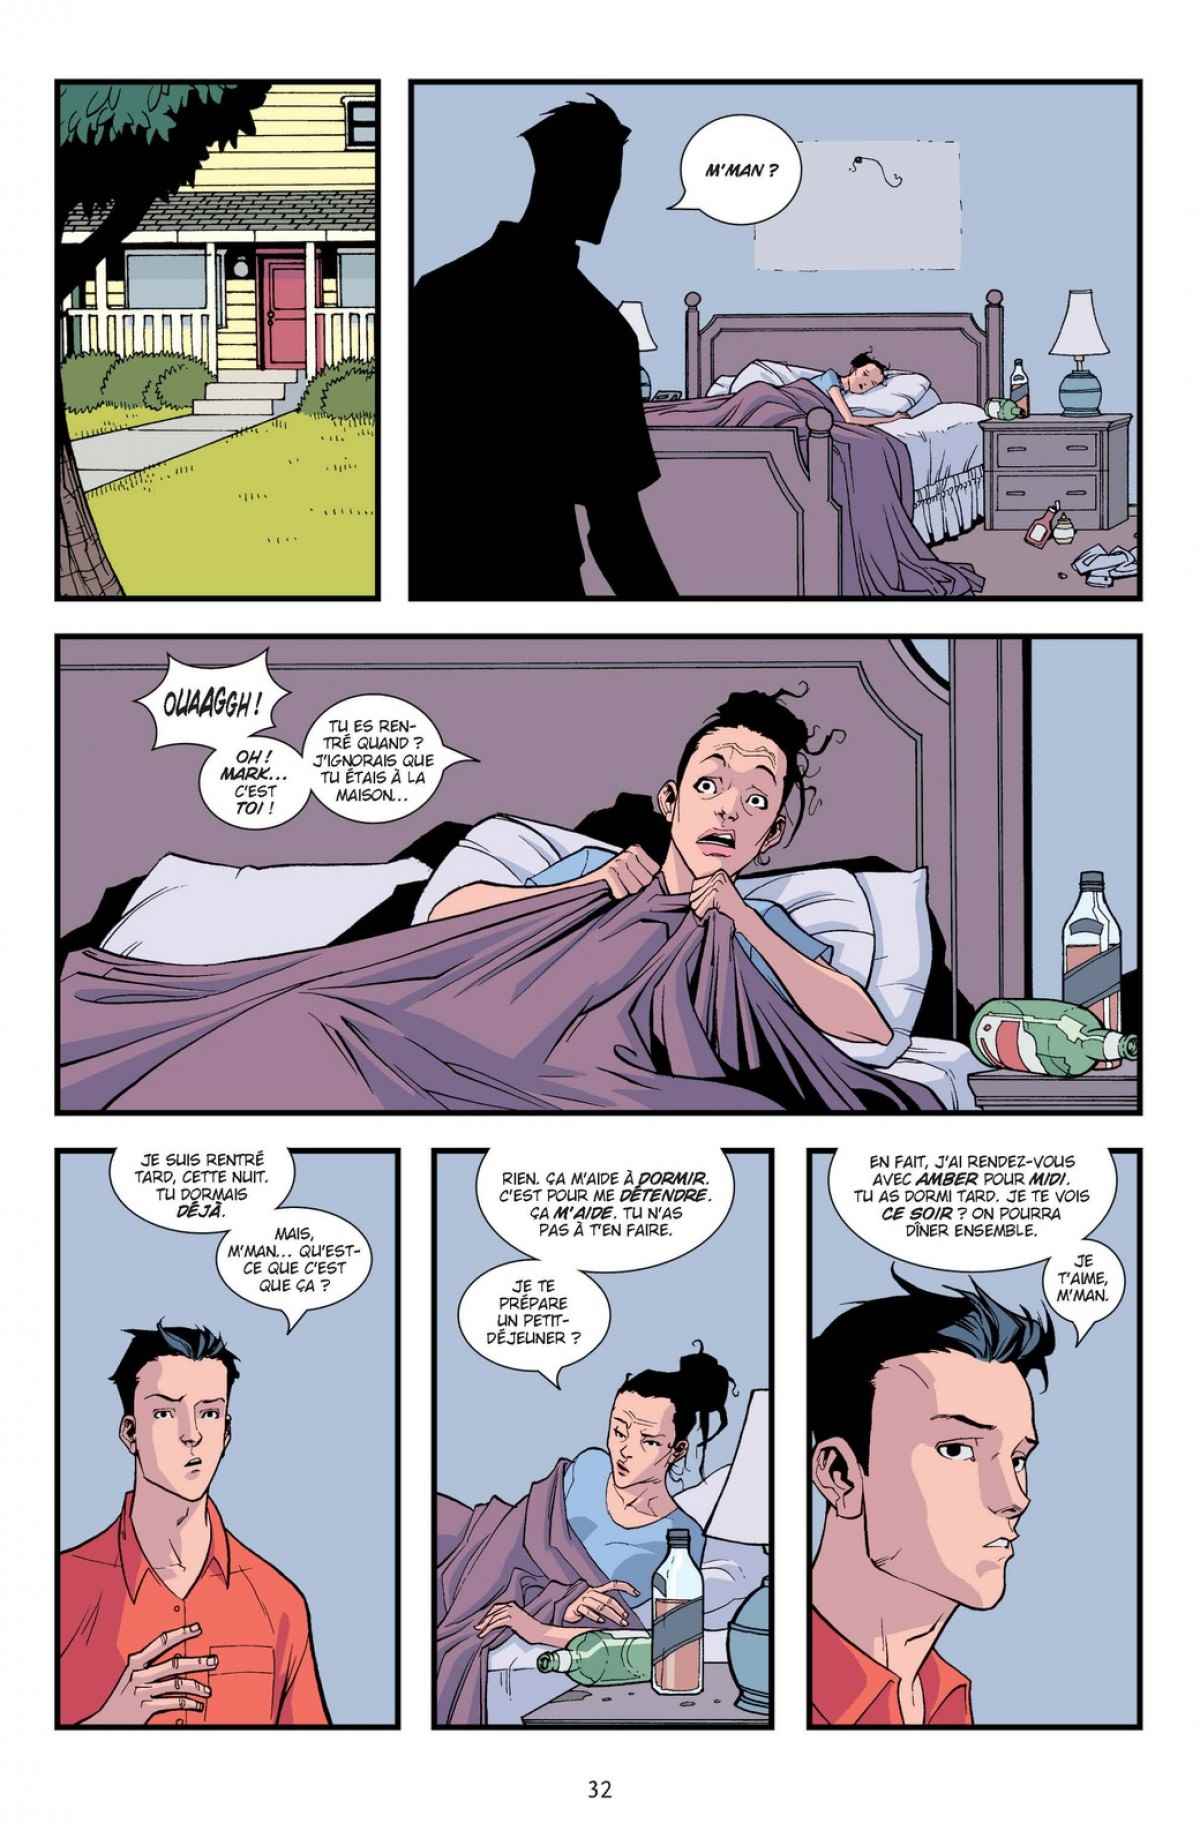 M'MAN ?
OUAAGGH !
OH !
MARK...
C'EST
TOI !
TU ES REN-
TRÉ QUAND ?
J'IGNORAIS QUE
TU ÉTAIS À LA
MAISON...
JE SUIS RENTRÉ
TARD, CETTE NUIT.
TU DORMAIS
DÉJÀ.
MAIS,
M'MAN... QU'EST-
CE QUE C'EST
QUE ÇA ?
RIEN. ÇA M'AIDE À DORMIR.
C'EST POUR ME DÉTENDRE.
ÇA M'AIDE. TU N'AS
PAS À T'EN FAIRE.
JE TE
PRÉPARE
UN PETIT-
DÉJEUNER ?
EN FAIT, J'AI RENDEZ-VOUS
AVEC AMBER POUR MIDI.
TU AS DORMI TARD. JE TE VOIS
CE SOIR ? ON POURRA
DÎNER ENSEMBLE.
JE
T'AIME,
M'MAN.
32